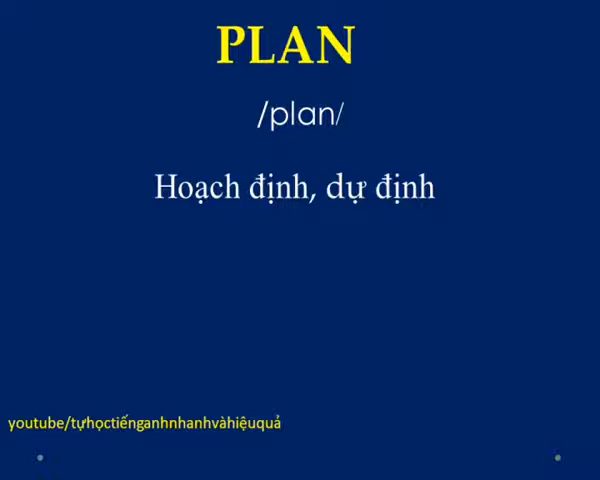 PLAN
/plan/
Hoạch định, dự định
youtube/tựhọctiếnganhnhanhvàhiệuquả